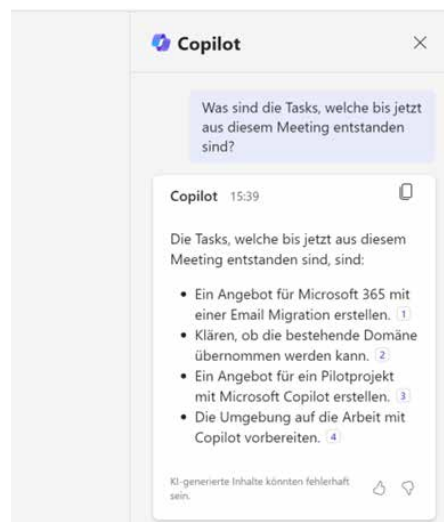 Copilot
Was sind die Tasks, welche bis jetzt
aus diesem Meeting entstanden
sind?
Copilot 15:39
Die Tasks, welche bis jetzt aus diesem
Meeting entstanden sind, sind:
• Ein Angebot für Microsoft 365 mit
einer Email Migration erstellen. 1
• Klären, ob die bestehende Domäne
übernommen werden kann. 2
• Ein Angebot für ein Pilotprojekt
mit Microsoft Copilot erstellen. 3
• Die Umgebung auf die Arbeit mit
Copilot vorbereiten. 4
KI-generierte Inhalte könnten fehlerhaft
sein.